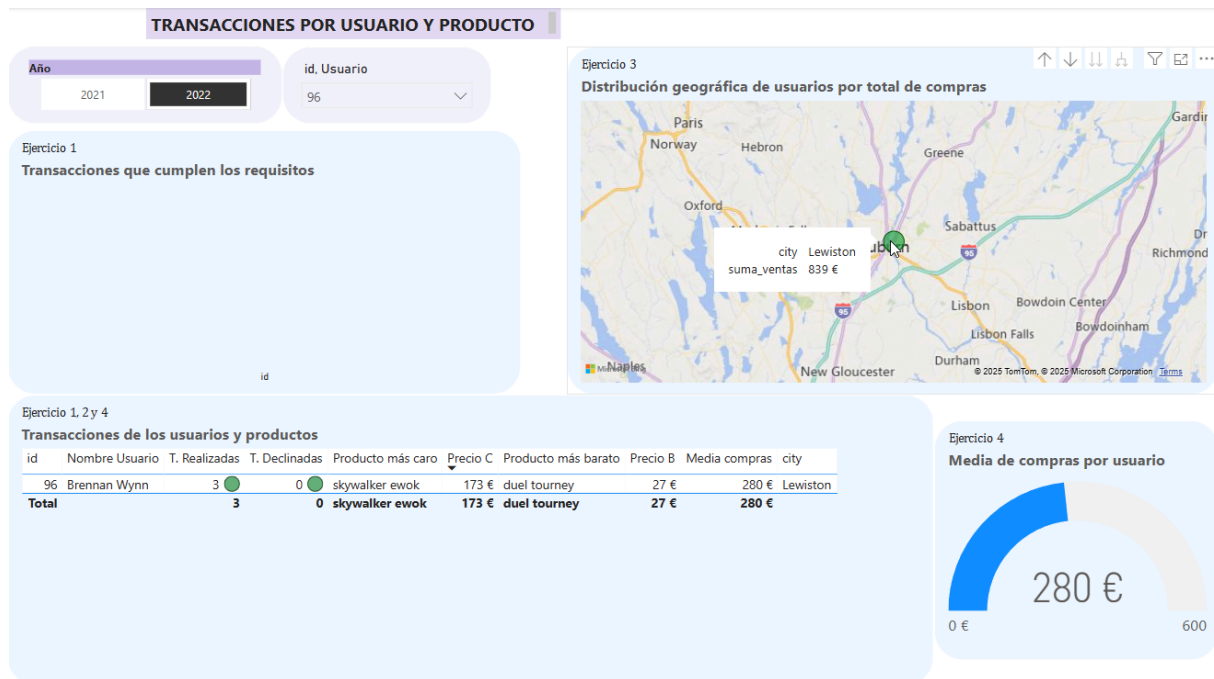 TRANSACCIONES POR USUARIO Y PRODUCTO
Año
2021
2022
id, Usuario
96
Ejercicio 1
Transacciones que cumplen los requisitos
id
Ejercicio 3
Distribución geográfica de usuarios por total de compras
Paris
Norway
Hebron
Greene
Oxford
Sabattus
city Lewiston
suma_ventas 839 €
95
Richmond
95
Lisbon
Bowdoin Center
Lisbon Falls
Bowdoinham
Durham
Naples
New Gloucester
© 2025 TomTom, © 2025 Microsoft Corporation Terms
Ejercicio 1, 2 y 4
Transacciones de los usuarios y productos
id Nombre Usuario T. Realizadas T. Declinadas Producto más caro Precio C Producto más barato Precio B Media compras city
96 Brennan Wynn 3 0 skywalker ewok 173 € duel tourney 27 € 280 € Lewiston
Total 3 0 skywalker ewok 173 € duel tourney 27 € 280 €
Ejercicio 4
Media de compras por usuario
280 €
0 €
600